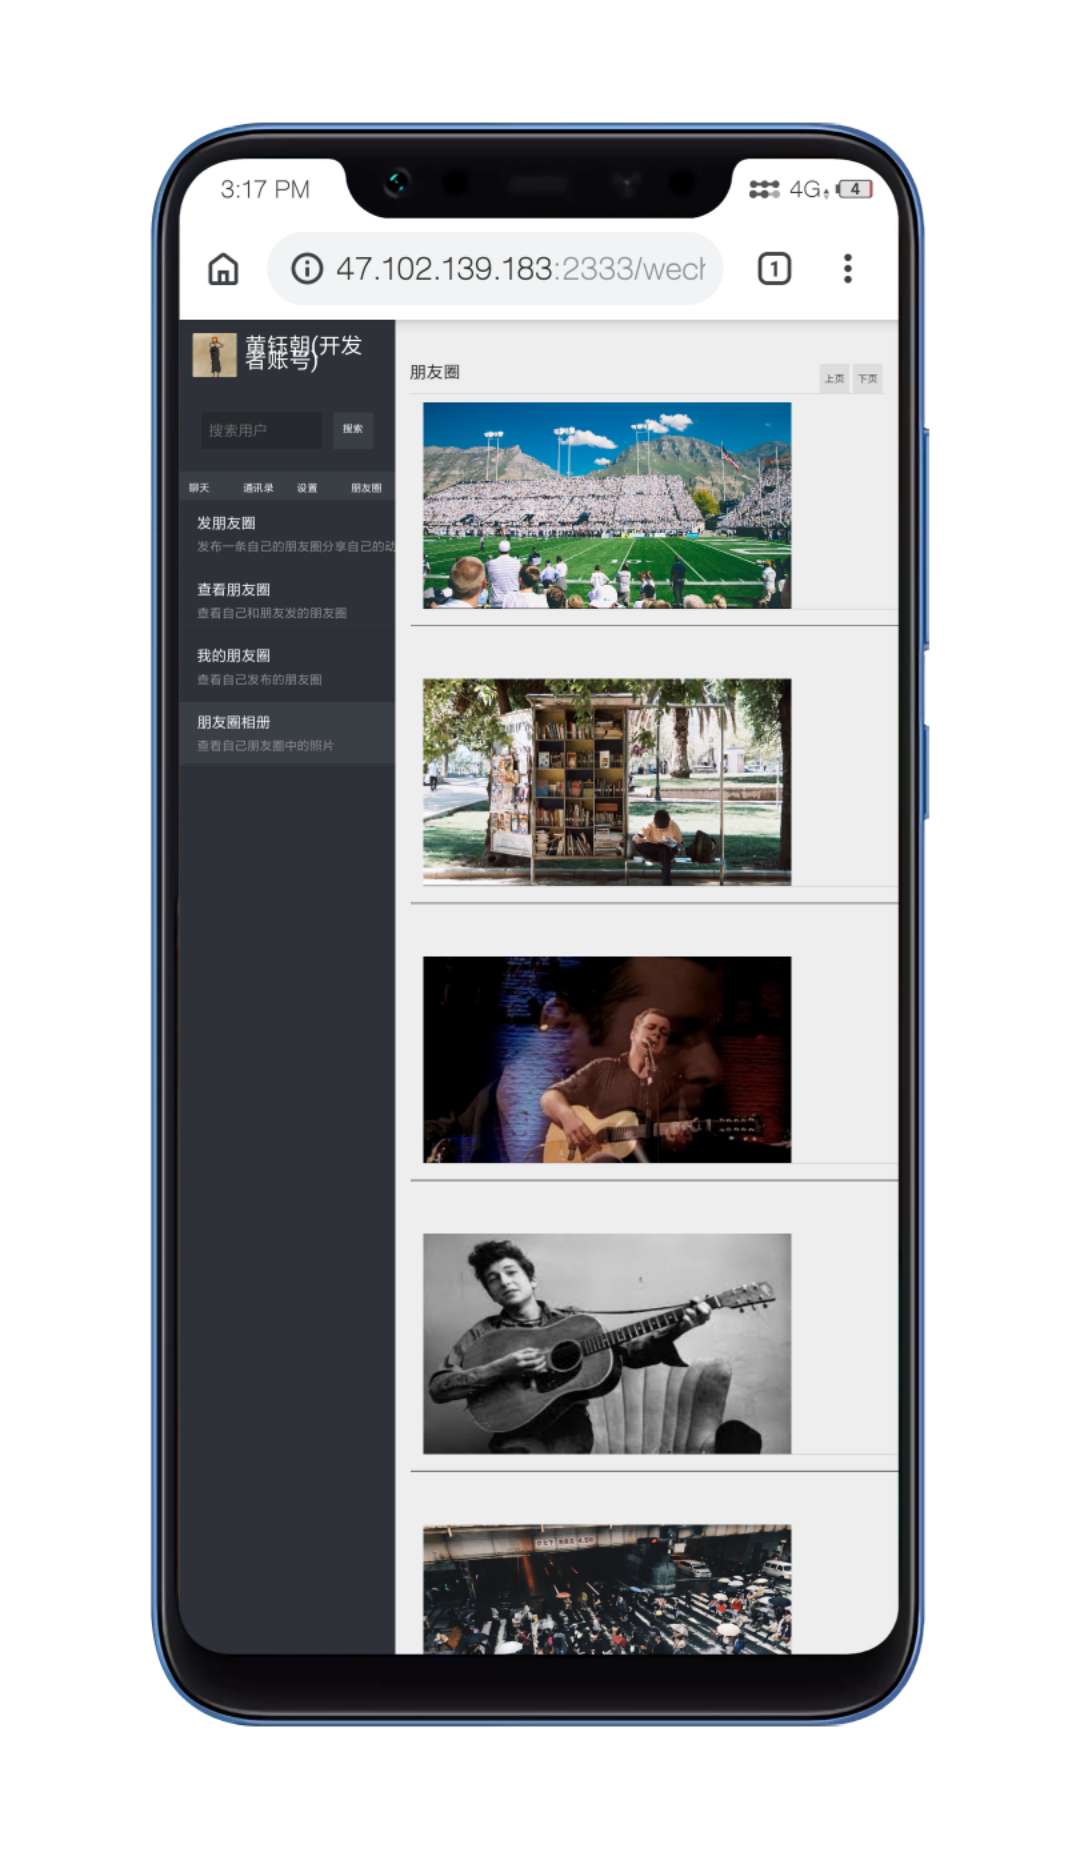 3:17 PM
4G
4
47.102.139.183:2333/wech
1
黄钰朝(开发
者账号)
搜索用户
搜索
聊天
通讯录
设置
朋友圈
发朋友圈
发布一条自己的朋友圈分享自己的动
查看朋友圈
查看自己和朋友发的朋友圈
我的朋友圈
查看自己发布的朋友圈
朋友圈相册
查看自己朋友圈中的照片
朋友圈
上页
下页